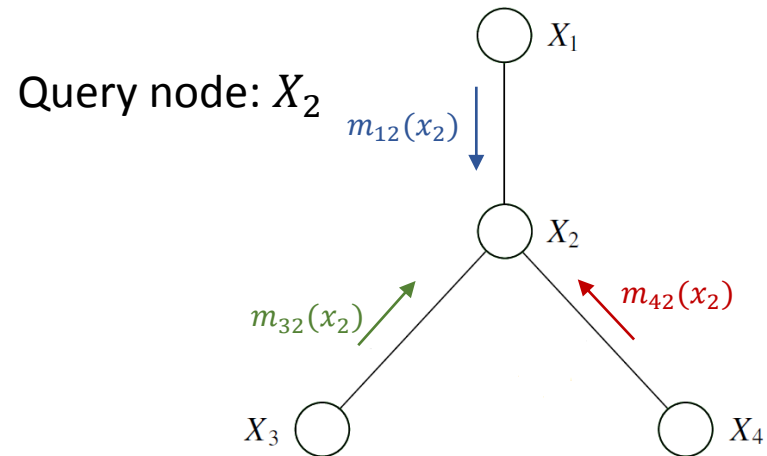 X₁
Query node: X₂
m₁₂(x₂)
X₂
m₃₂(x₂)
m₄₂(x₂)
X₃
X₄